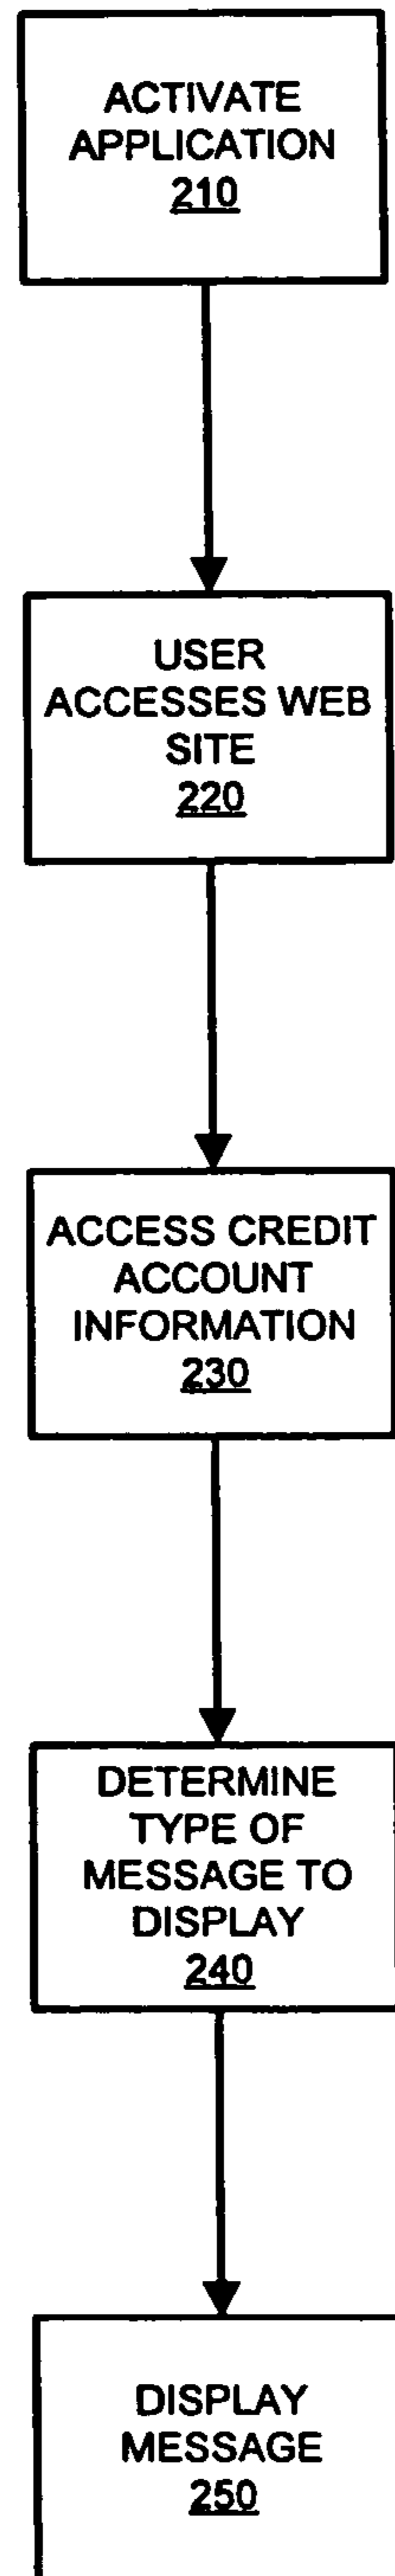 ACTIVATE
APPLICATION
210
USER
ACCESSES WEB
SITE
220
ACCESS CREDIT
ACCOUNT
INFORMATION
230
DETERMINE
TYPE OF
MESSAGE TO
DISPLAY
240
DISPLAY
MESSAGE
250